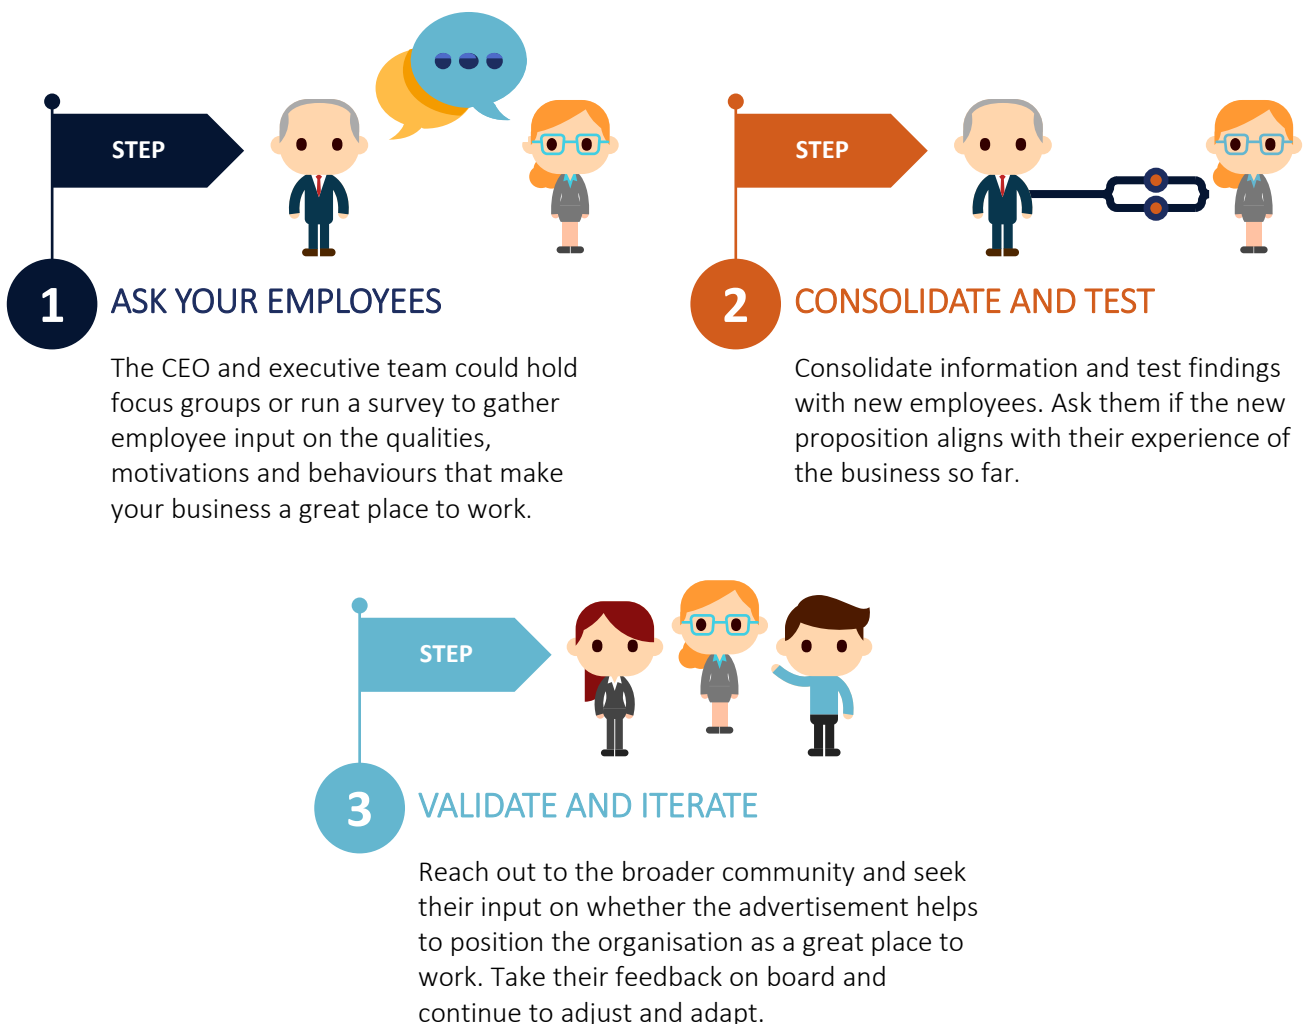 STEP
1
ASK YOUR EMPLOYEES
The CEO and executive team could hold
focus groups or run a survey to gather
employee input on the qualities,
motivations and behaviours that make
your business a great place to work.
STEP
2
CONSOLIDATE AND TEST
Consolidate information and test findings
with new employees. Ask them if the new
proposition aligns with their experience of
the business so far.
STEP
3
VALIDATE AND ITERATE
Reach out to the broader community and seek
their input on whether the advertisement helps
to position the organisation as a great place to
work. Take their feedback on board and
continue to adjust and adapt.